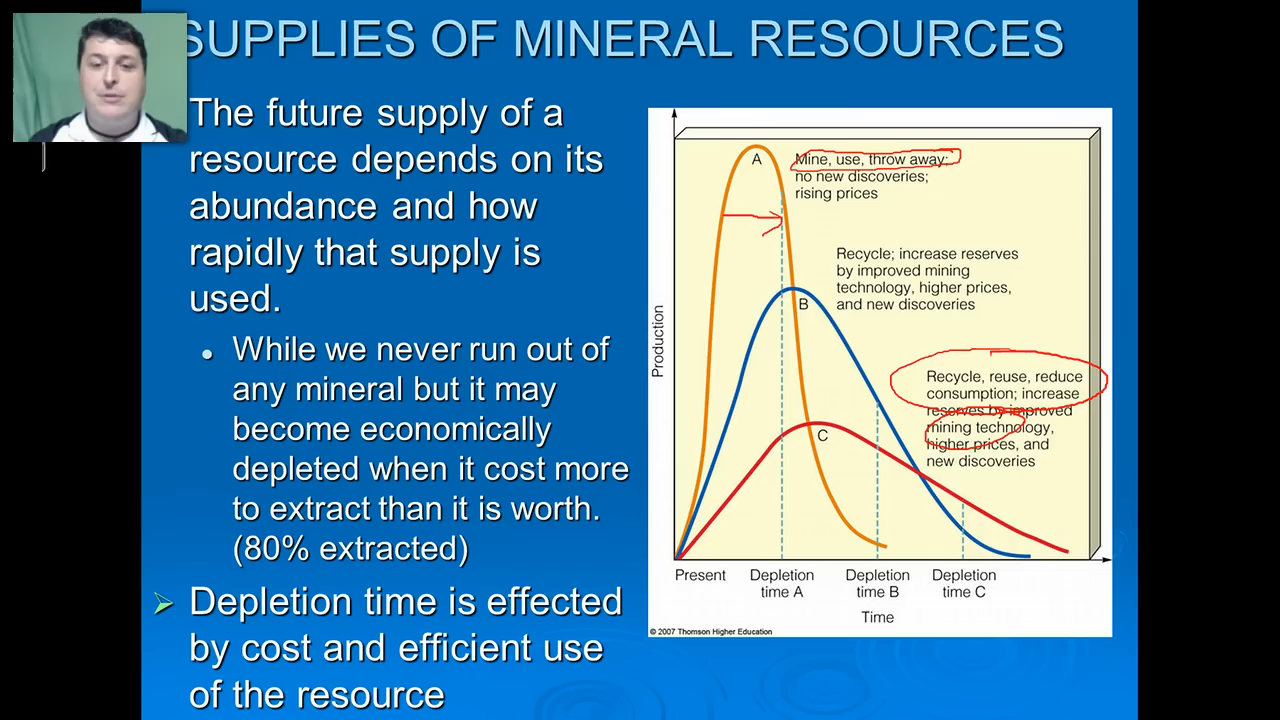 SUPPLIES OF MINERAL RESOURCES
The future supply of a
resource depends on its
abundance and how
rapidly that supply is
used.
While we never run out of
any mineral but it may
become economically
depleted when it cost more
to extract than it is worth.
(80% extracted)
Depletion time is effected
by cost and efficient use
of the resource
Production
A
Mine, use, throw away;
no new discoveries;
rising prices
Recycle; increase reserves
by improved mining
technology, higher prices,
and new discoveries
B
Recycle, reuse, reduce
consumption; increase
reserves by improved
mining technology,
higher prices, and
new discoveries
C
Present
Depletion
time A
Depletion
time B
Depletion
time C
Time
© 2007 Thomson Higher Education